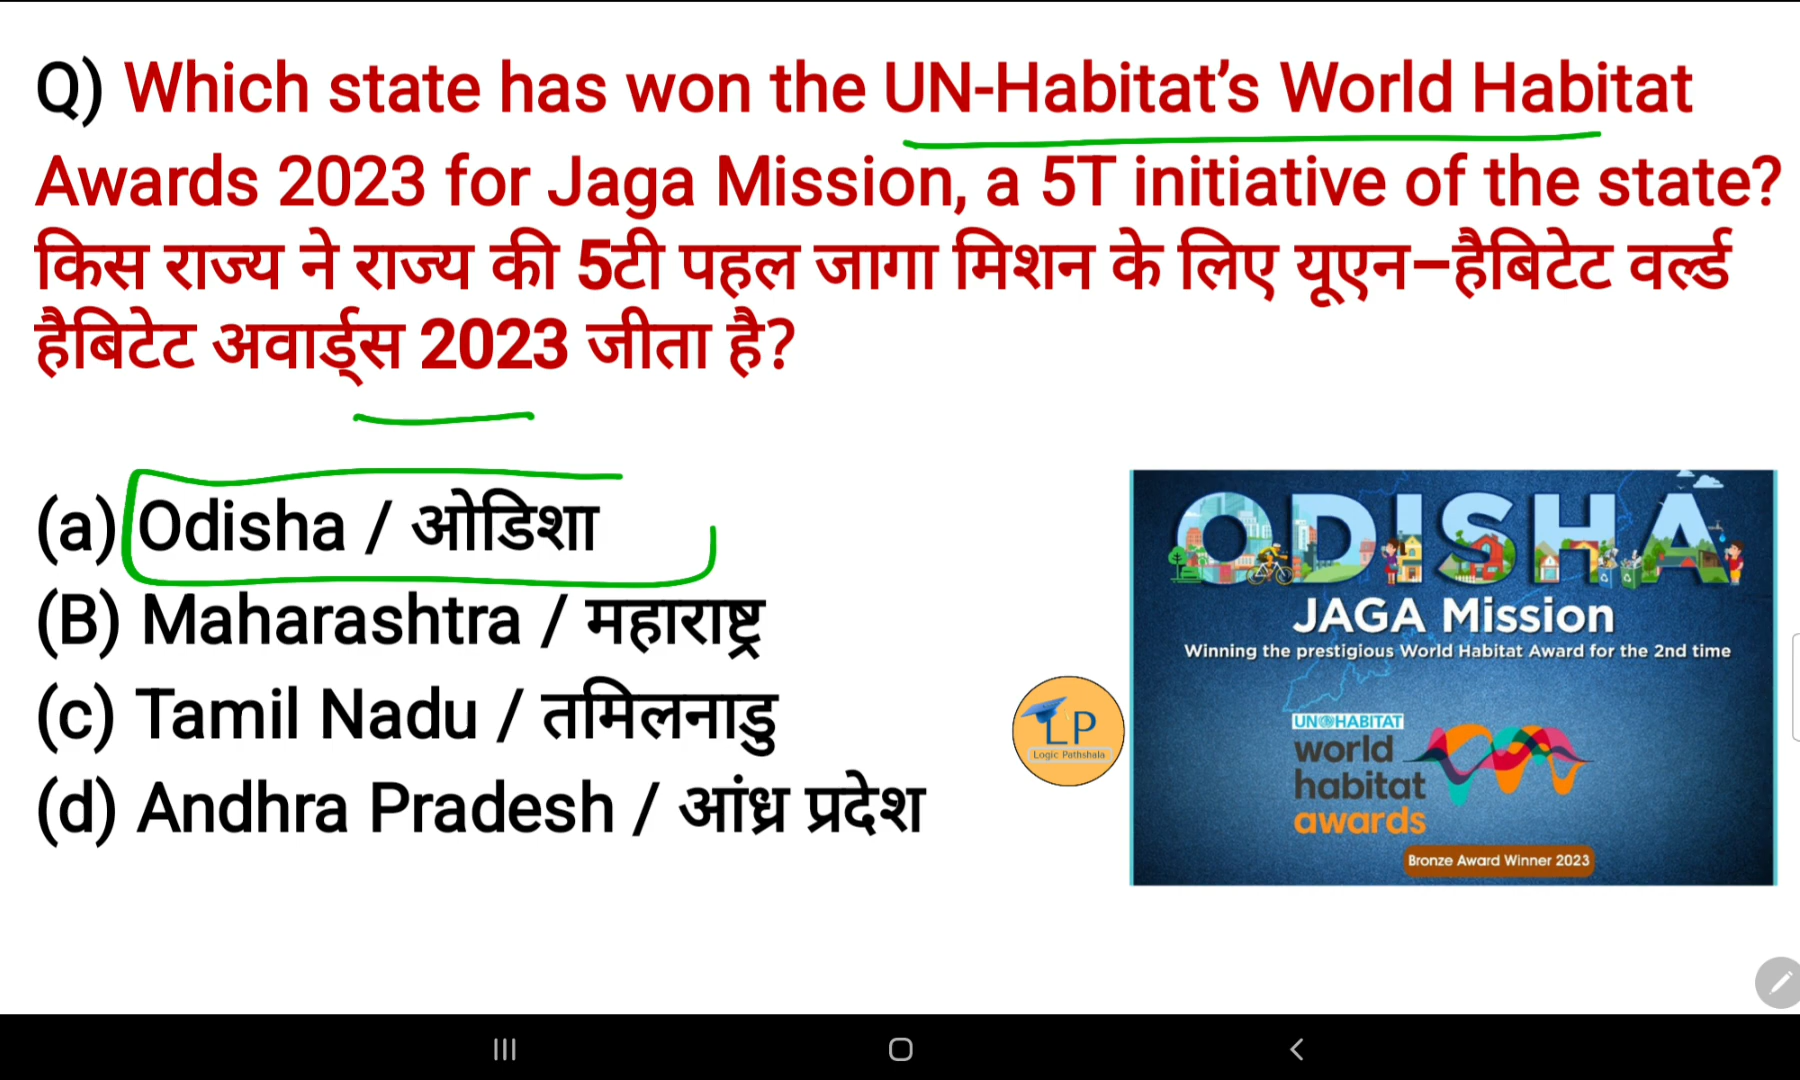 Q) Which state has won the UN-Habitat's World Habitat
Awards 2023 for Jaga Mission, a 5T initiative of the state?
किस राज्य ने राज्य की 5टी पहल जागा मिशन के लिए यूएन–हैबिटेट वर्ल्ड
हैबिटेट अवार्ड्स 2023 जीता है?
(a) Odisha / ओडिशा
(B) Maharashtra / महाराष्ट्र
(c) Tamil Nadu / तमिलनाडु
(d) Andhra Pradesh / आंध्र प्रदेश
LP
Logic Pathshala
ODISHA
JAGA Mission
Winning the prestigious World Habitat Award for the 2nd time
UN HABITAT
world
habitat
awards
Bronze Award Winner 2023